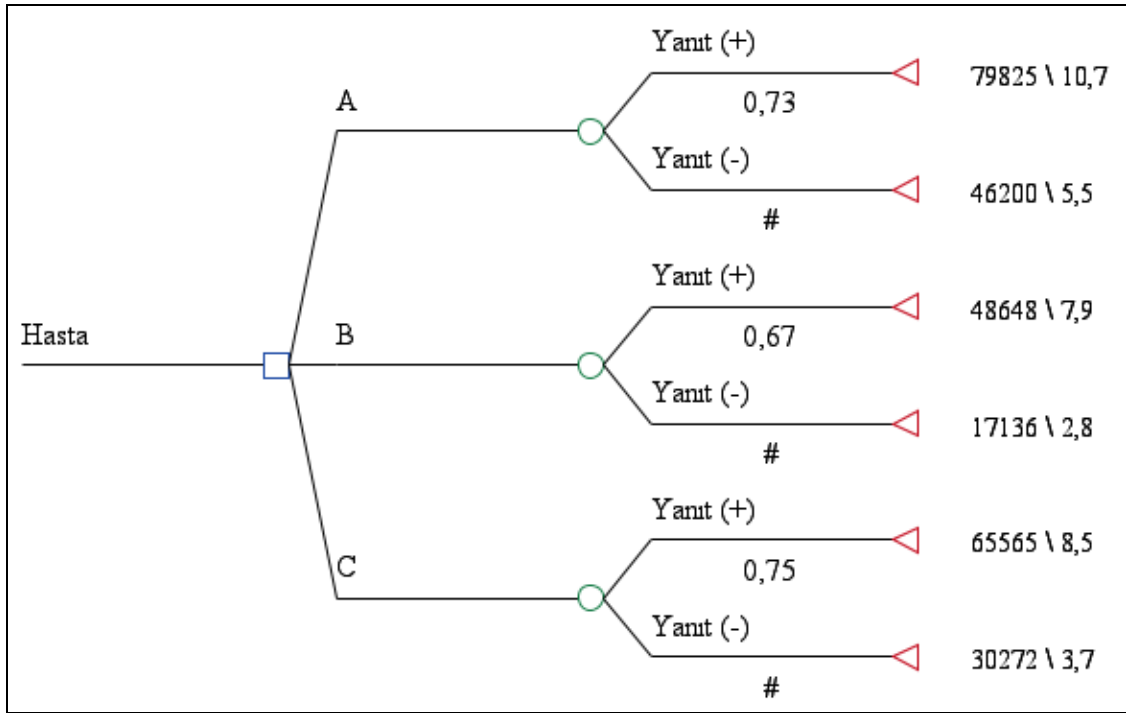 Yanıt (+)
79825 \ 10,7
0,73
A
Yanıt (-)
46200 \ 5,5
#
Yanıt (+)
48648 \ 7,9
0,67
Hasta
B
Yanıt (-)
17136 \ 2,8
#
Yanıt (+)
65565 \ 8,5
0,75
C
Yanıt (-)
30272 \ 3,7
#